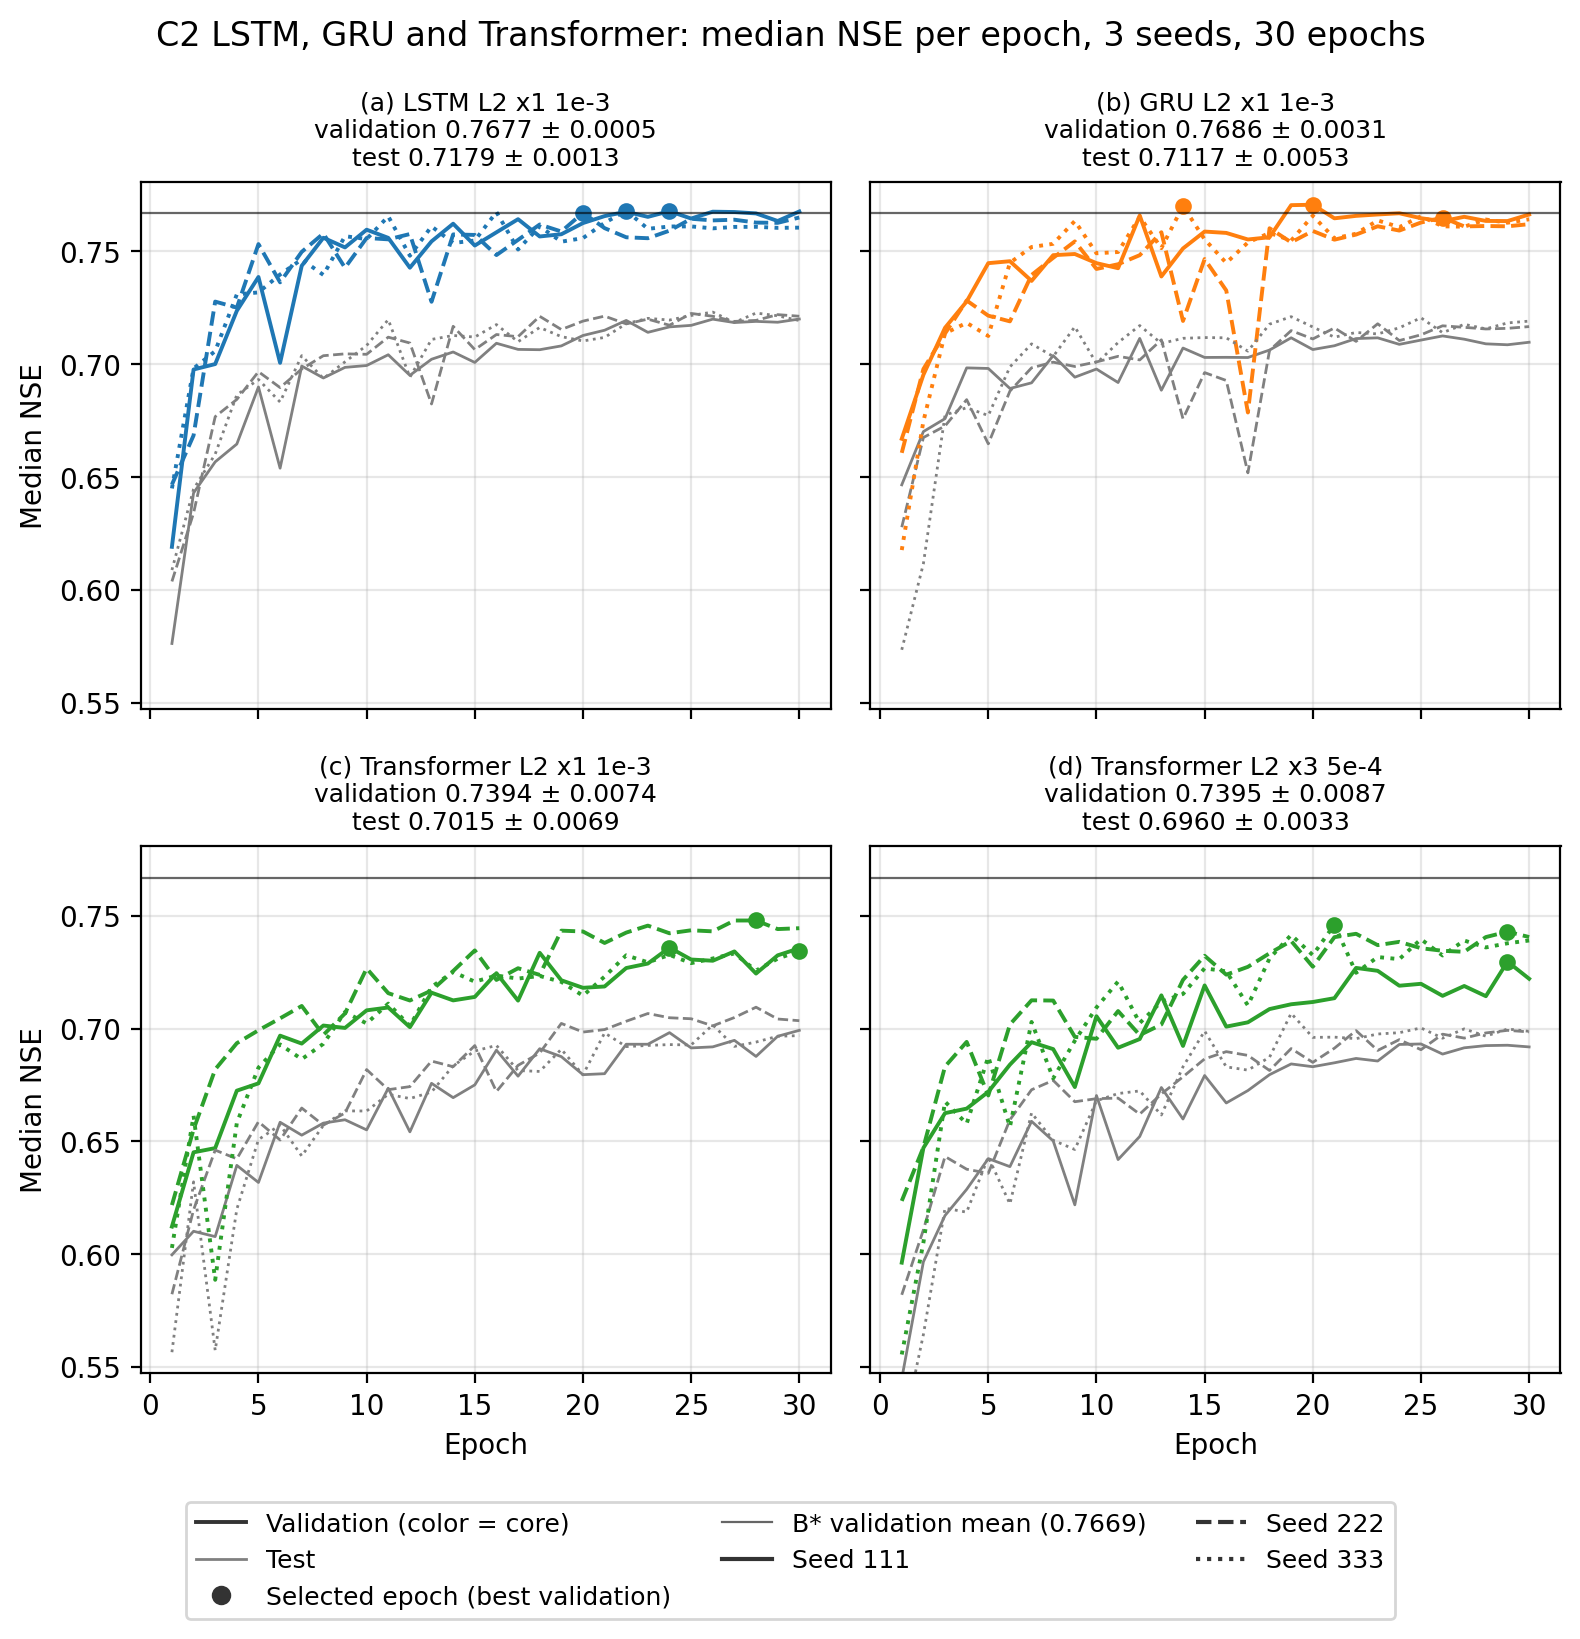 C2 LSTM, GRU and Transformer: median NSE per epoch, 3 seeds, 30 epochs
(a) LSTM L2 x1 1e-3
validation 0.7677 ± 0.0005
test 0.7179 ± 0.0013
(b) GRU L2 x1 1e-3
validation 0.7686 ± 0.0031
test 0.7117 ± 0.0053
Median NSE
0.75
0.70
0.65
0.60
0.55
(c) Transformer L2 x1 1e-3
validation 0.7394 ± 0.0074
test 0.7015 ± 0.0069
(d) Transformer L2 x3 5e-4
validation 0.7395 ± 0.0087
test 0.6960 ± 0.0033
Median NSE
0.75
0.70
0.65
0.60
0.55
0 5 10 15 20 25 30
Epoch
0 5 10 15 20 25 30
Epoch
Validation (color = core)
Test
Selected epoch (best validation)
B* validation mean (0.7669)
Seed 111
Seed 222
Seed 333